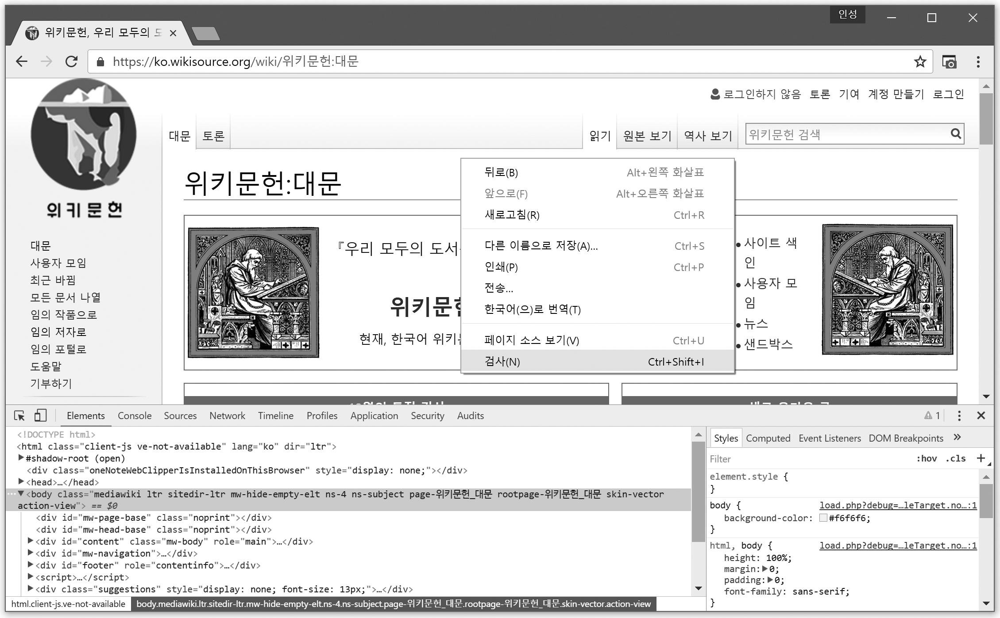 인성
위키문헌, 우리 모두의
https://ko.wikisource.org/wiki/위키문헌:대문
로그인하지 않음 토론 기여 계정 만들기 로그인
대문 토론 읽기 원본 보기 역사 보기 위키문헌 검색
위키문헌
대문
사용자 모임
최근 바뀜
모든 문서 나열
임의 작품으로
임의 저자로
임의 포털로
도움말
기부하기
위키문헌:대문
『우리 모두의
위키문헌
현재, 한국어
뒤로(B) Alt+왼쪽 화살표
앞으로(F) Alt+오른쪽 화살표
새로고침(R) Ctrl+R
다른 이름으로 저장(A)... Ctrl+S
인쇄(P) Ctrl+P
전송...
한국어(으)로 번역(T)
페이지 소스 보기(V) Ctrl+U
검사(N) Ctrl+Shift+I
• 사이트 색
인
• 사용자 모
임
• 뉴스
• 샌드박스
Elements Console Sources Network Timeline Profiles Application Security Audits 1
<!DOCTYPE html>
<html class="client-js ve-not-available" lang="ko" dir="ltr">
▶#shadow-root (open)
<div class="oneNoteWebClipperIsInstalledOnThisBrowser" style="display: none;"></div>
▶<head>…</head>
…▼<body class="mediawiki ltr sitedir-ltr mw-hide-empty-elt ns-4 ns-subject page-위키문헌_대문 rootpage-위키문헌_대문 skin-vector
action-view"> == $0
<div id="mw-page-base" class="noprint"></div>
<div id="mw-head-base" class="noprint"></div>
▶<div id="content" class="mw-body" role="main">…</div>
▶<div id="mw-navigation">…</div>
▶<div id="footer" role="contentinfo">…</div>
▶<script>…</script>
▶<div class="suggestions" style="display: none; font-size: 13px;">…</div>
html.client-js.ve-not-available body.mediawiki.ltr.sitedir-ltr.mw-hide-empty-elt.ns-4.ns-subject.page-위키문헌_대문.rootpage-위키문헌_대문.skin-vector.action-view
Styles Computed Event Listeners DOM Breakpoints »
Filter :hov .cls +
element.style {
}
body { load.php?debug=…leTarget.no…:1
background-color: #f6f6f6;
}
html, body { load.php?debug=…leTarget.no…:1
height: 100%;
margin:▶0;
padding:▶0;
font-family: sans-serif;
}